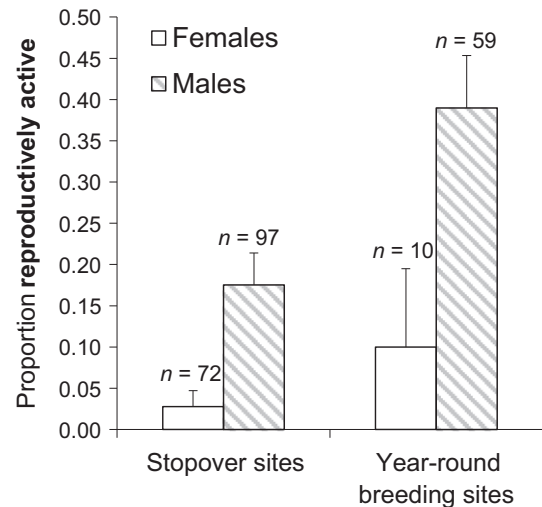 Proportion reproductively active
0.50
0.45
0.40
0.35
0.30
0.25
0.20
0.15
0.10
0.05
0.00
Females
Males
n = 72
n = 97
n = 10
n = 59
Stopover sites
Year-round
breeding sites